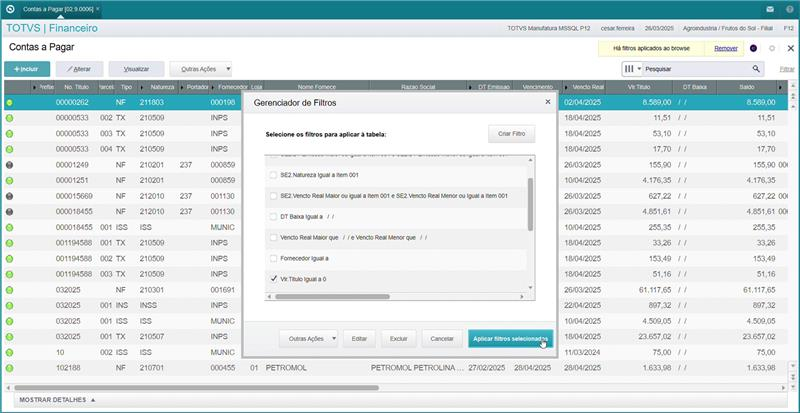 Contas a Pagar [02.9.0006] ×
TOTVS | Financeiro
TOTVS Manufatura MSSQL P12 cesar.ferreira 26/03/2025 Agroindustria / Frutos do Sol - Filial F12
Contas a Pagar
Há filtros aplicados ao browse Remover
+ Incluir Alterar Visualizar Outras Ações
Pesquisar Filtrar
No. Titulo Tipo Natureza Portador Fornecedor Loja Nome Fornece Razao Social DT Emissao Vencimento Vencto Real Vlr.Titulo DT Baixa Saldo
00000262 NF 211803 000198 02/04/2025 8.589,00 / / 8.589,00
00000533 002 TX 210509 INPS 18/04/2025 11,51 / / 11,51
00000533 003 TX 210509 INPS 18/04/2025 53,10 / / 53,10
00000533 004 TX 210509 INPS 18/04/2025 17,70 / / 17,70
00001249 NF 212010 237 000859 26/03/2025 155,90 / / 155,90
00001251 NF 212010 237 000859 30/04/2025 4.176,35 / / 4.176,35
000015669 NF 212010 237 001130 26/03/2025 627,22 / / 627,22
000018455 NF 212010 237 001130 26/03/2025 4.851,61 / / 4.851,61
000018455 001 ISS ISS MUNIC 10/04/2025 255,35 / / 255,35
001194588 001 TX 210509 INPS 18/04/2025 33,26 / / 33,26
001194588 002 TX 210509 INPS 18/04/2025 153,49 / / 153,49
001194588 003 TX 210509 INPS 18/04/2025 51,16 / / 51,16
032025 NF 210301 001691 26/03/2025 61.117,65 / / 61.117,65
032025 001 INS INSS INPS 22/04/2025 897,32 / / 897,32
032025 001 ISS ISS MUNIC 10/04/2025 4.509,05 / / 4.509,05
032025 001 TX 210507 INPS 18/04/2025 23.657,02 / / 23.657,02
10 002 ISS ISS MUNIC 11/03/2024 75,00 / / 75,00
102188 NF 210701 000455 01 PETROMOL PETROMOL PETROLINA ... 27/02/2025 28/04/2025 28/04/2025 1.633,98 / / 1.633,98
Gerenciador de Filtros ×
Selecione os filtros para aplicar à tabela: Criar Filtro
SE2.Natureza Igual a Item 001
SE2.Vencto Real Maior ou igual a Item 001 e SE2.Vencto Real Menor ou Igual a Item 001
DT Baixa Igual a / /
Vencto Real Maior que / / e Vencto Real Menor que / /
Fornecedor Igual a
Vlr.Titulo Igual a 0
Outras Ações Editar Excluir Cancelar Aplicar filtros selecionados
MOSTRAR DETALHES